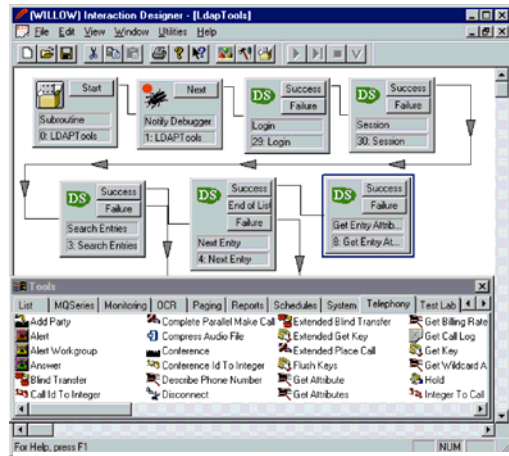 (WILLOW) Interaction Designer - [LdapTools]
File Edit View Window Utilities Help
Start
Subroutine
0: LDAPTools
Next
Notify Debugger
1: LDAPTools
DS
Success
Failure
Login
29: Login
DS
Success
Failure
Session
30: Session
DS
Success
Failure
Search Entries
3: Search Entries
DS
Success
End of List
Failure
Next Entry
4: Next Entry
DS
Success
Failure
Get Entry Attrib...
8: Get Entry At...
Tools
List MQSeries Monitoring OCR Paging Reports Schedules System Telephony Test Lab
Add Party Complete Parallel Make Call Extended Blind Transfer Get Billing Rate
Alert Compress Audio File Extended Get Key Get Call Log
Alert Workgroup Conference Extended Place Call Get Key
Answer Conference Id To Integer Flush Keys Get Wildcard A
Blind Transfer Describe Phone Number Get Attribute Hold
Call Id To Integer Disconnect Get Attributes Integer To Call
For Help, press F1 NUM